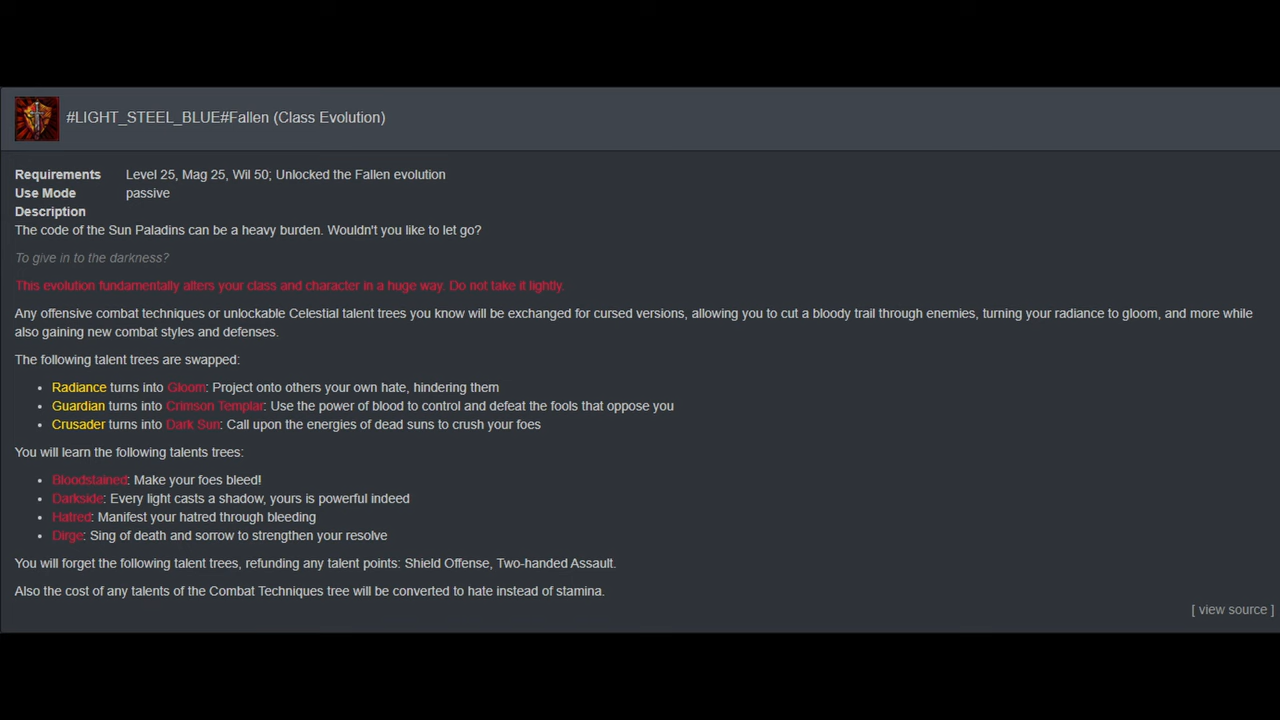 #LIGHT_STEEL_BLUE#Fallen (Class Evolution)
Requirements Level 25, Mag 25, Wil 50; Unlocked the Fallen evolution
Use Mode passive
Description
The code of the Sun Paladins can be a heavy burden. Wouldn't you like to let go?
To give in to the darkness?
This evolution fundamentally alters your class and character in a huge way. Do not take it lightly.
Any offensive combat techniques or unlockable Celestial talent trees you know will be exchanged for cursed versions, allowing you to cut a bloody trail through enemies, turning your radiance to gloom, and more while
also gaining new combat styles and defenses.
The following talent trees are swapped:
• Radiance turns into Gloom: Project onto others your own hate, hindering them
• Guardian turns into Crimson Templar: Use the power of blood to control and defeat the fools that oppose you
• Crusader turns into Dark Sun: Call upon the energies of dead suns to crush your foes
You will learn the following talents trees:
• Bloodstained: Make your foes bleed!
• Darkside: Every light casts a shadow, yours is powerful indeed
• Hatred: Manifest your hatred through bleeding
• Dirge: Sing of death and sorrow to strengthen your resolve
You will forget the following talent trees, refunding any talent points: Shield Offense, Two-handed Assault.
Also the cost of any talents of the Combat Techniques tree will be converted to hate instead of stamina.
[ view source ]